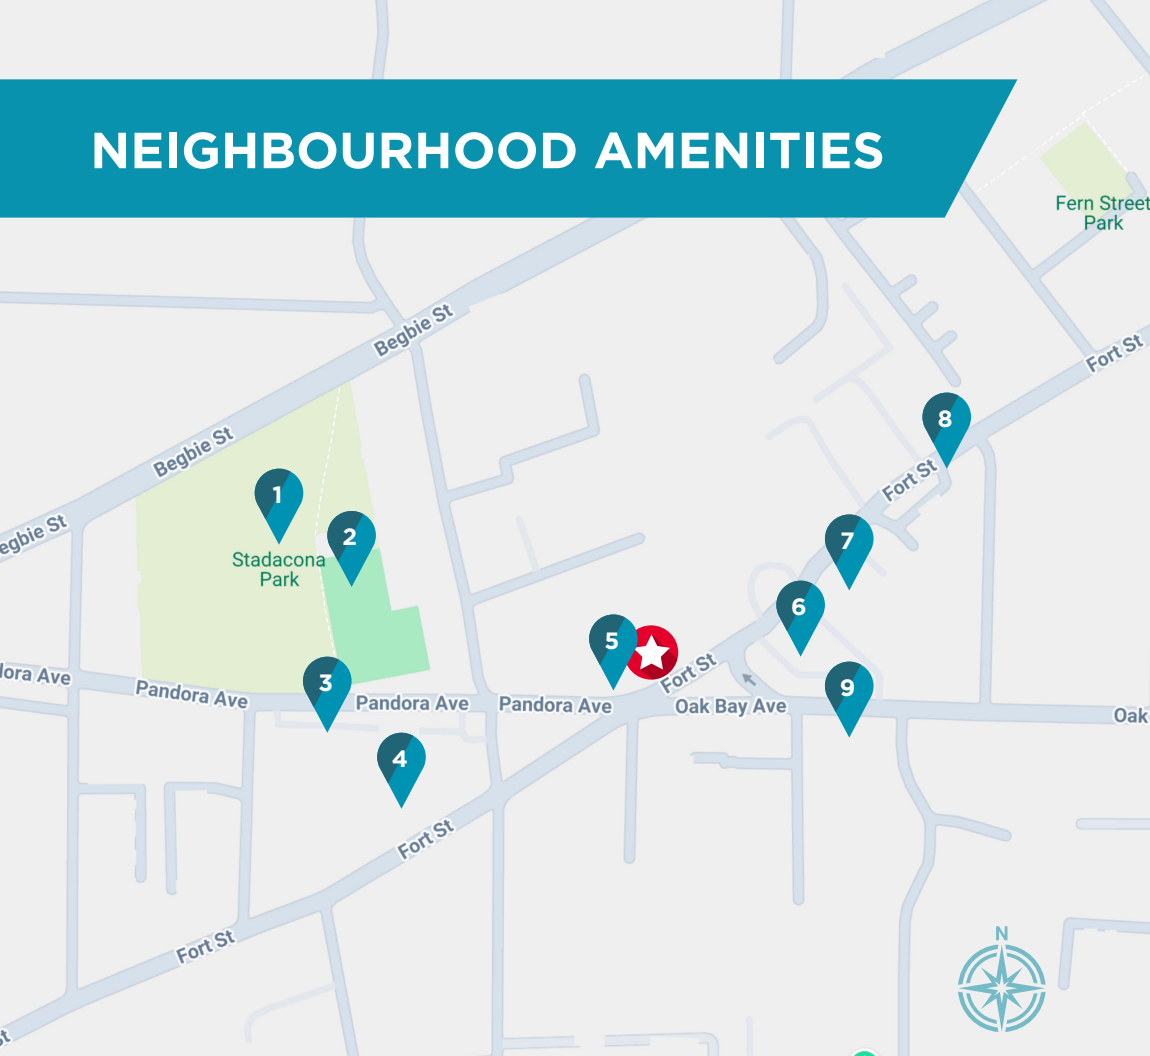 NEIGHBOURHOOD AMENITIES
Fern Street
Park
Begbie St
Fort St
8
Begbie St
1
Fort St
egbie St
2
7
Stadacona
Park
6
5
Fort St
3
dora Ave
Pandora Ave
Pandora Ave
Pandora Ave
Oak Bay Ave
9
Oak
4
Fort St
Fort St
N